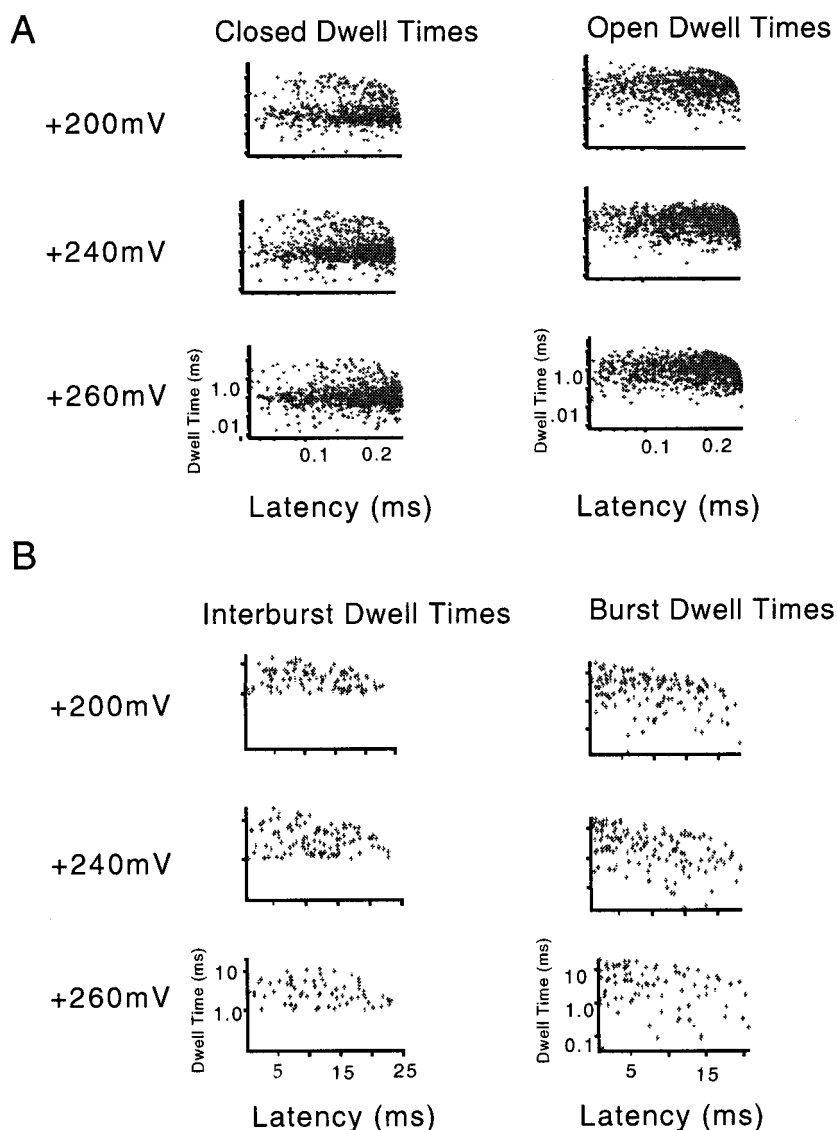 A
Closed Dwell Times
Open Dwell Times
+200mV
+240mV
+260mV
Dwell Time (ms)
1.0
.01
0.1
0.2
Latency (ms)
Dwell Time (ms)
1.0
.01
0.1
0.2
Latency (ms)
B
Interburst Dwell Times
Burst Dwell Times
+200mV
+240mV
+260mV
Dwell Time (ms)
10
1.0
5
15
25
Latency (ms)
Dwell Time (ms)
10
1.0
0.1
5
15
Latency (ms)